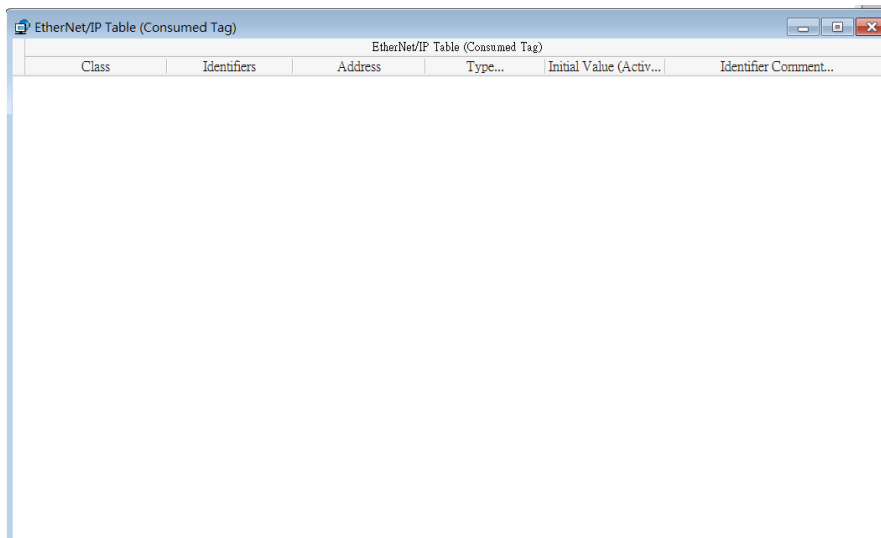 EtherNet/IP Table (Consumed Tag)
EtherNet/IP Table (Consumed Tag)
Class Identifiers Address Type... Initial Value (Activ... Identifier Comment...